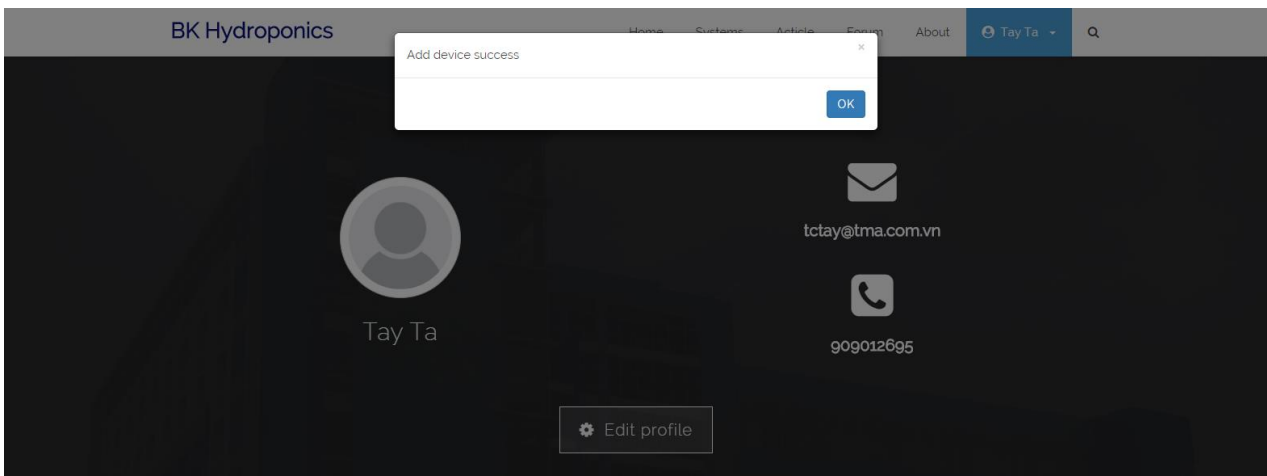 BK Hydroponics
Home Systems Acticle Forum About Tay Ta
Add device success
×
OK
tctay@tma.com.vn
Tay Ta
909012695
Edit profile